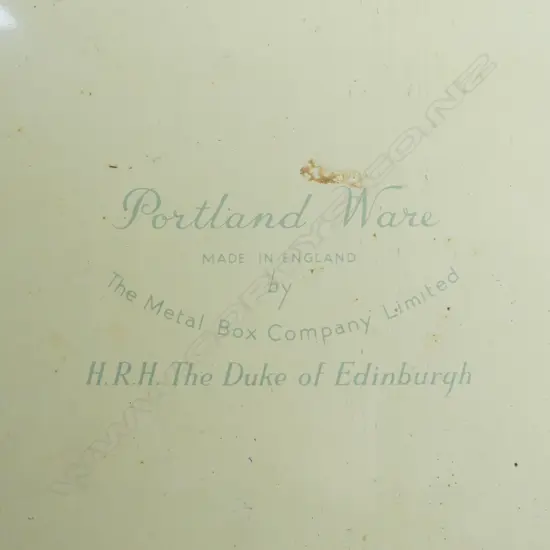 Portland Ware
MADE IN ENGLAND
by
The Metal Box Company Limited
H.R.H. The Duke of Edinburgh